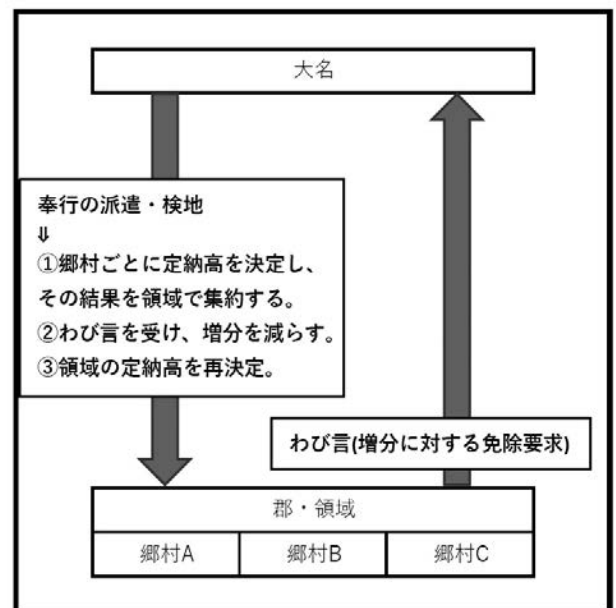 大名
奉行の派遣・検地
⇓
①郷村ごとに定納高を決定し、
その結果を領域で集約する。
②わび言を受け、増分を減らす。
③領域の定納高を再決定。
わび言(増分に対する免除要求)
郡・領域
郷村A
郷村B
郷村C